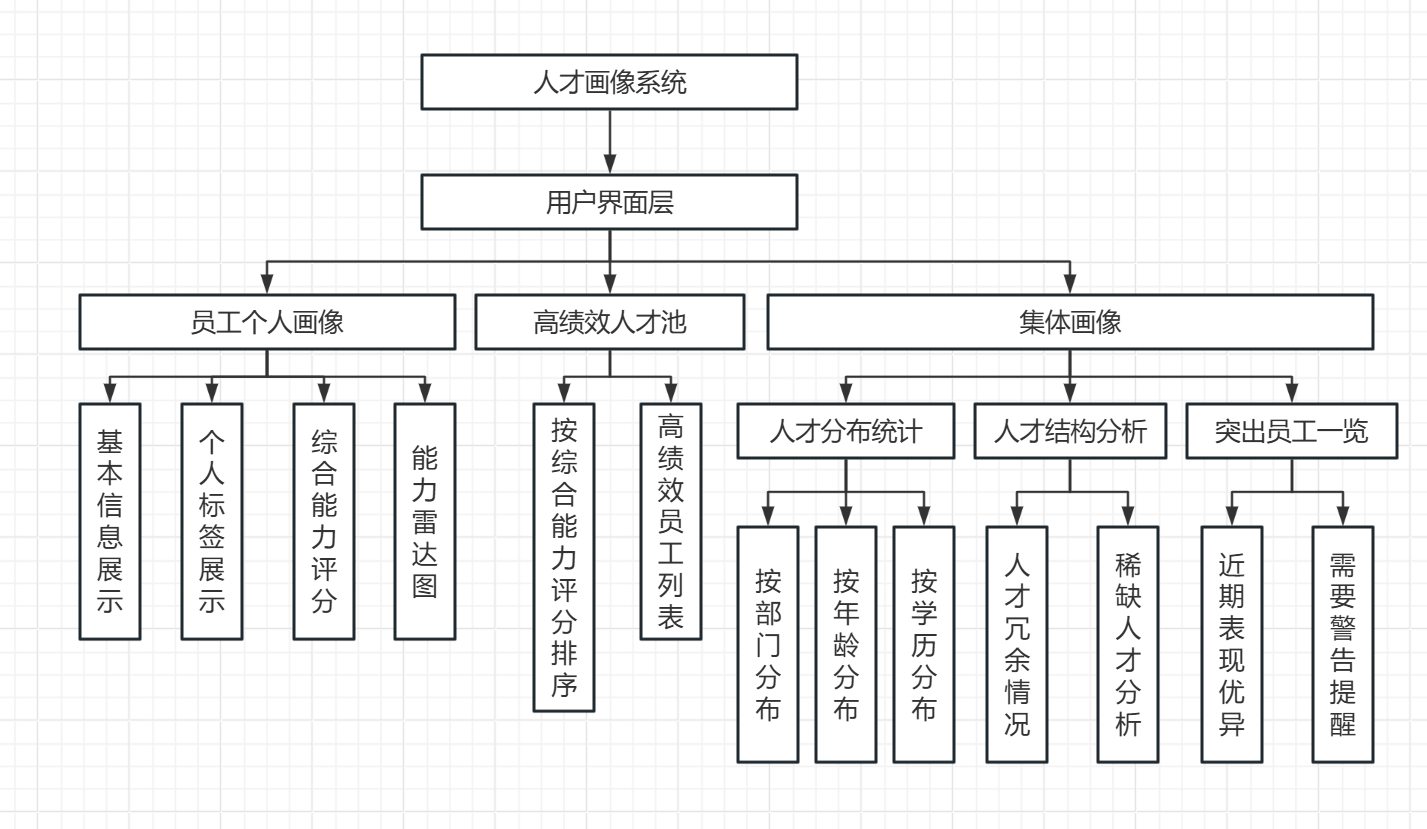 人才画像系统
用户界面层
员工个人画像
高绩效人才池
集体画像
基本信息展示
个人标签展示
综合能力评分
能力雷达图
按综合能力评分排序
高绩效员工列表
人才分布统计
人才结构分析
突出员工一览
按部门分布
按年龄分布
按学历分布
人才冗余情况
稀缺人才分析
近期表现优异
需要警告提醒